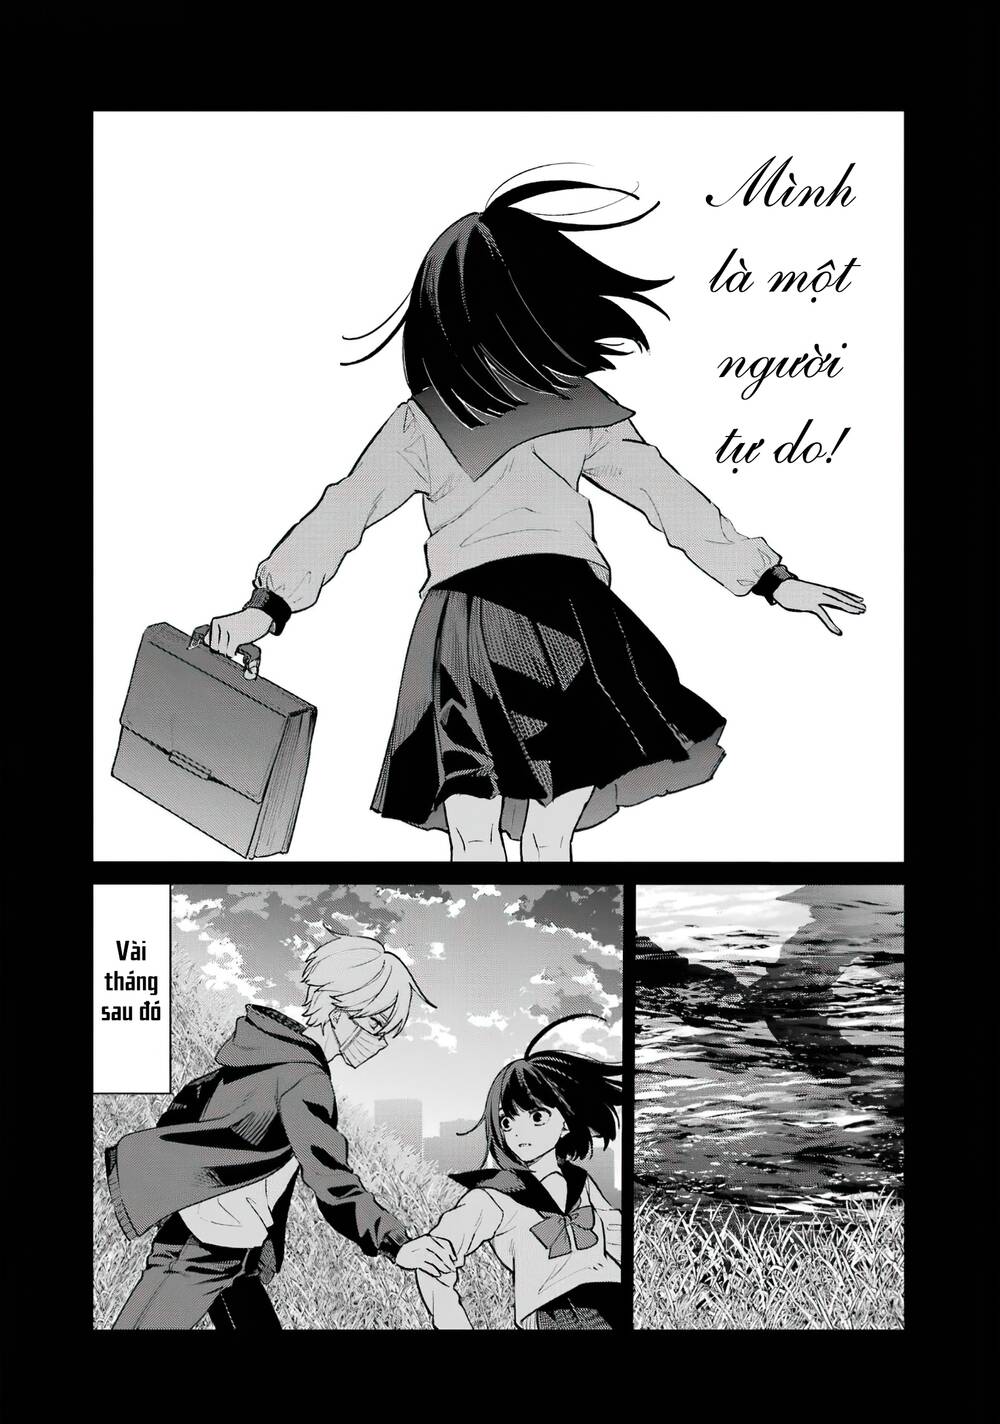 Mình
là một
người
tự do!
Vài
tháng
sau đó